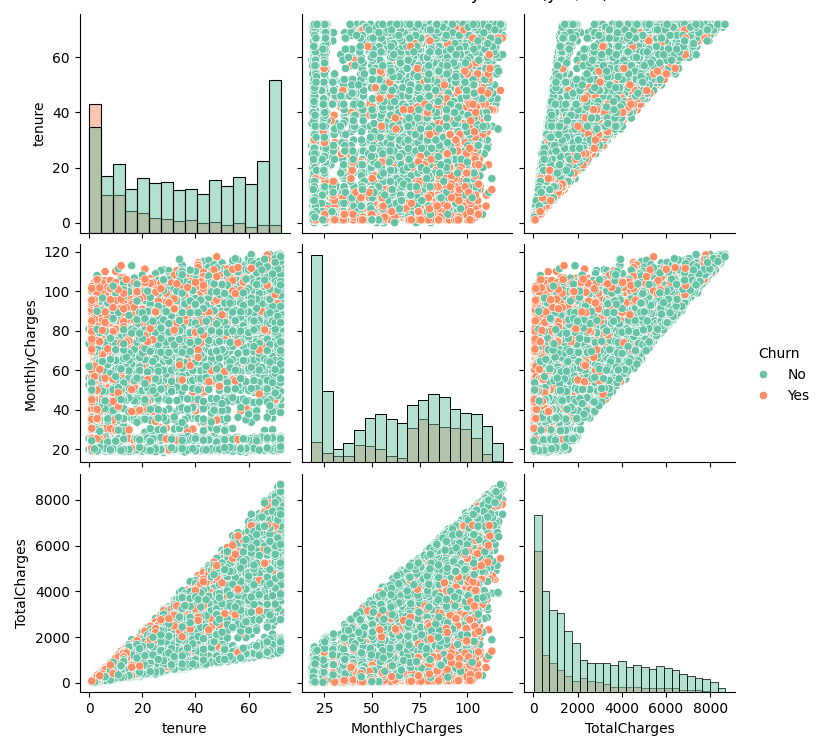 60
40
20
0
tenure
120
100
80
60
40
20
MonthlyCharges
Churn
No
Yes
8000
6000
4000
2000
0
TotalCharges
0 20 40 60
25 50 75 100
0 2000 4000 6000 8000
tenure
MonthlyCharges
TotalCharges